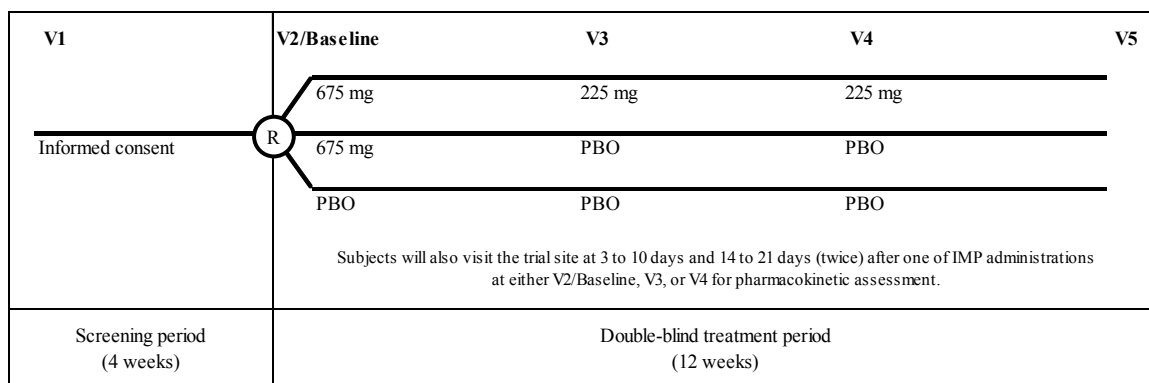 V1 V2/Baseline V3 V4 V5
675 mg 225 mg 225 mg
R
Informed consent 675 mg PBO PBO
PBO PBO PBO
Subjects will also visit the trial site at 3 to 10 days and 14 to 21 days (twice) after one of IMP administrations
at either V2/Baseline, V3, or V4 for pharmacokinetic assessment.
Screening period
(4 weeks)
Double-blind treatment period
(12 weeks)